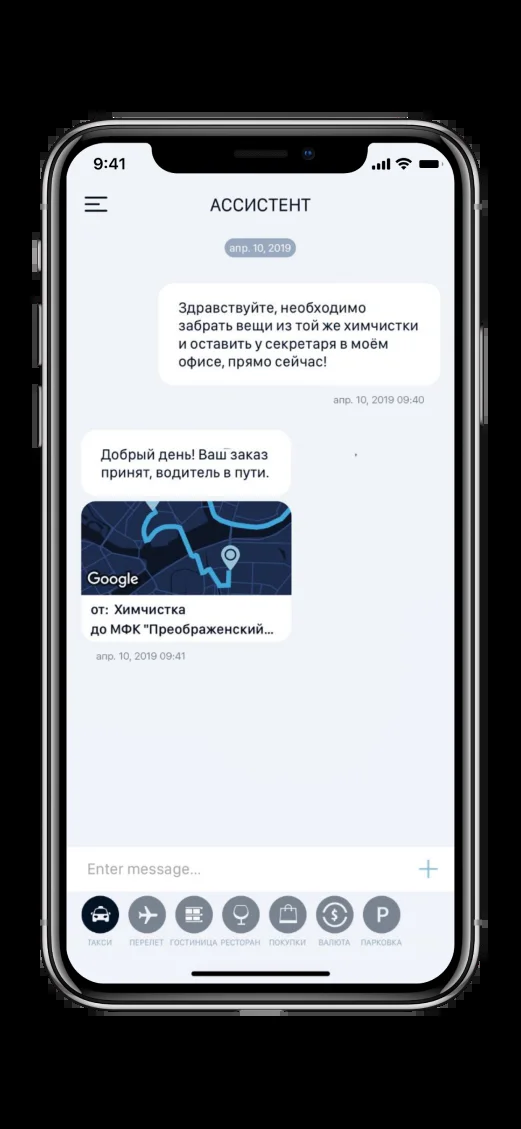 9:41
АССИСТЕНТ
апр. 10, 2019
Здравствуйте, необходимо
забрать вещи из той же химчистки
и оставить у секретаря в моём
офисе, прямо сейчас!
апр. 10, 2019 09:40
Добрый день! Ваш заказ
принят, водитель в пути.
Google
от: Химчистка
до МФК "Преображенский...
апр. 10, 2019 09:41
Enter message...
P
ТАКСИ ПЕРЕЛЕТ ГОСТИНИЦА РЕСТОРАН ПОКУПКИ ВАЛЮТА ПАРКОВКА